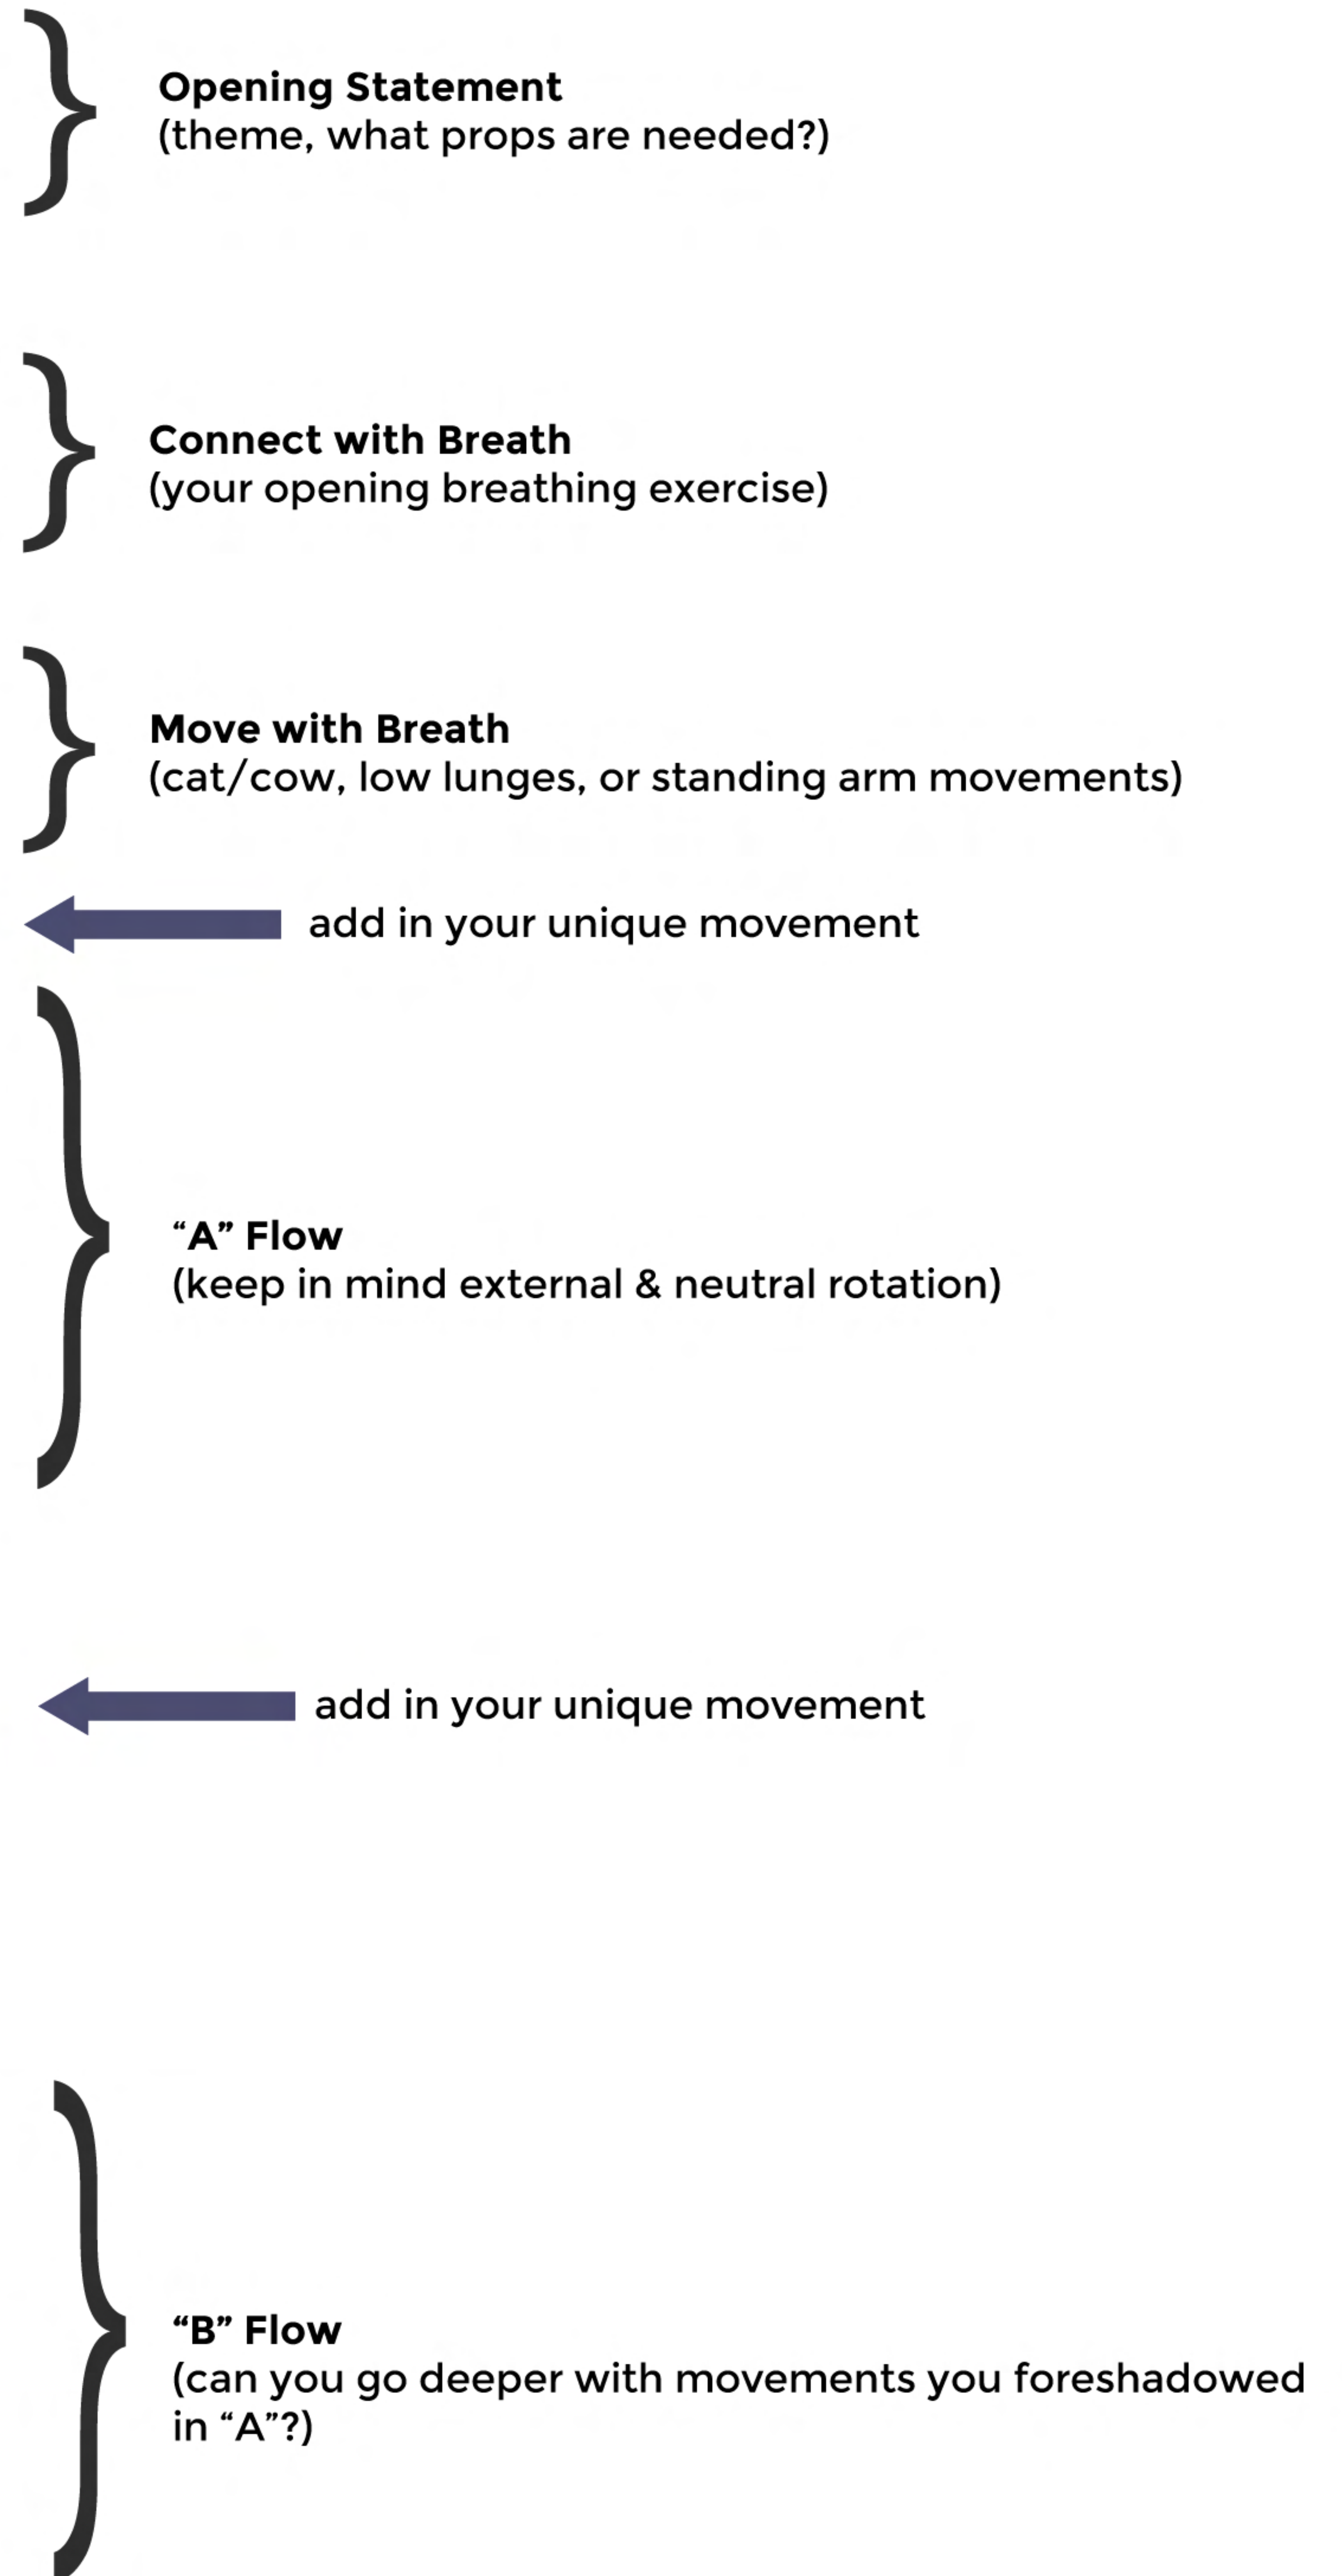 Opening Statement
(theme, what props are needed?)
Connect with Breath
(your opening breathing exercise)
Move with Breath
(cat/cow, low lunges, or standing arm movements)
add in your unique movement
“A” Flow
(keep in mind external & neutral rotation)
add in your unique movement
“B” Flow
(can you go deeper with movements you foreshadowed
in “A”?)